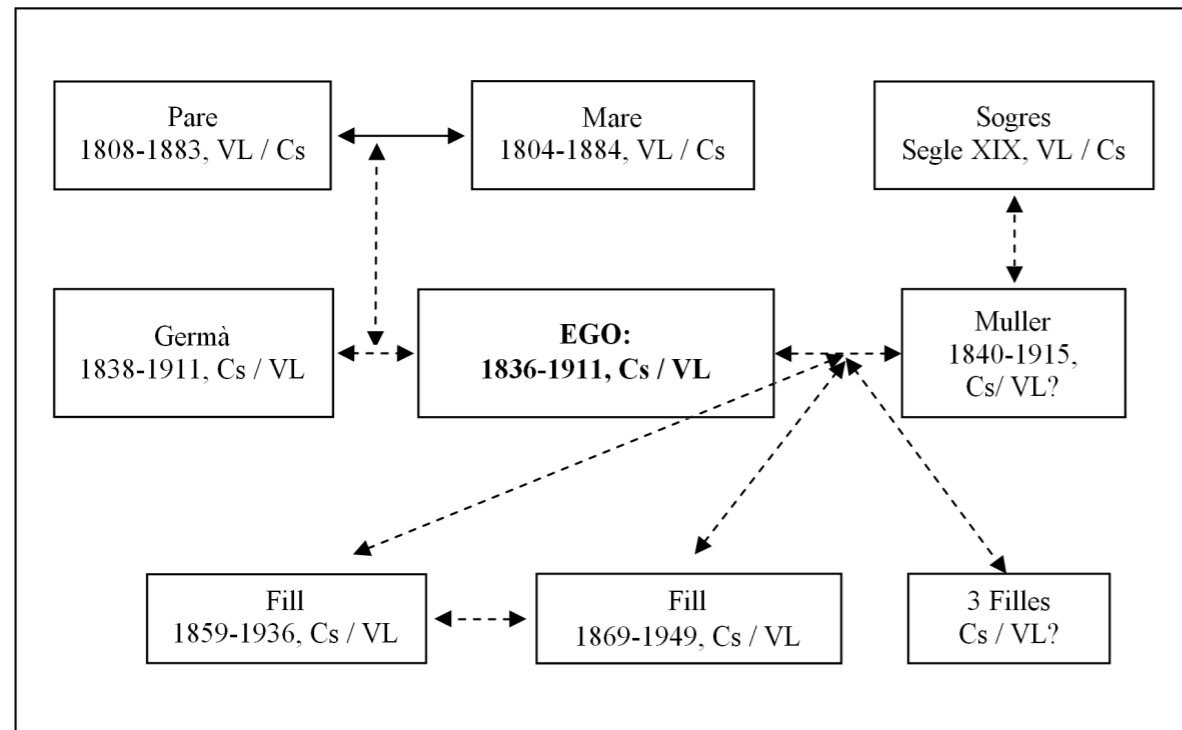 Pare
1808-1883, VL / Cs
Mare
1804-1884, VL / Cs
Sogres
Segle XIX, VL / Cs
Germà
1838-1911, Cs / VL
EGO:
1836-1911, Cs / VL
Muller
1840-1915,
Cs/ VL?
Fill
1859-1936, Cs / VL
Fill
1869-1949, Cs / VL
3 Filles
Cs / VL?